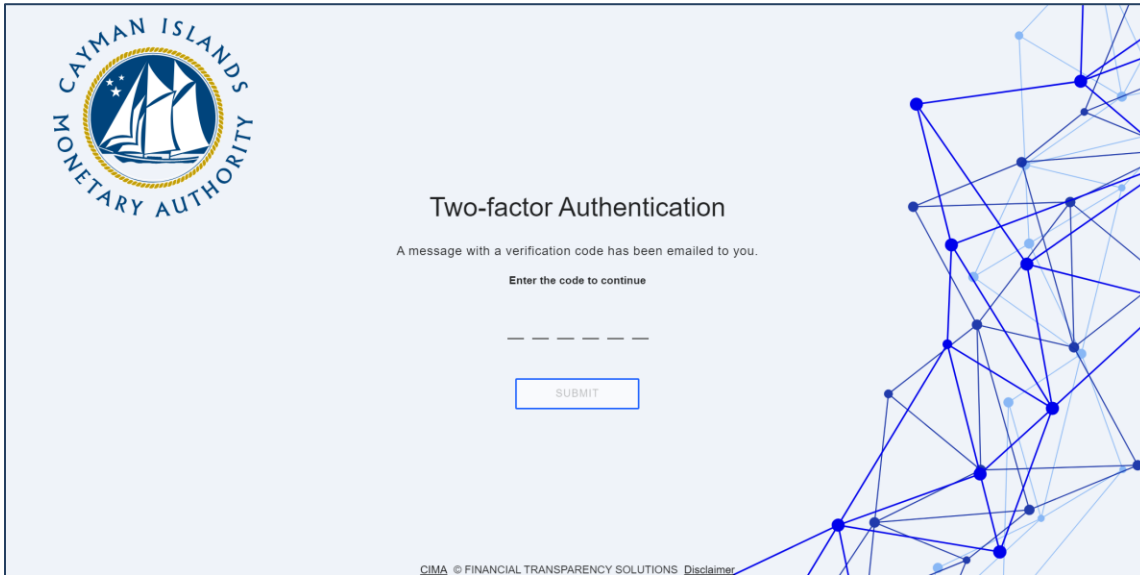 CAYMAN ISLANDS
MONETARY AUTHORITY
Two-factor Authentication
A message with a verification code has been emailed to you.
Enter the code to continue
SUBMIT
CIMA © FINANCIAL TRANSPARENCY SOLUTIONS Disclaimer